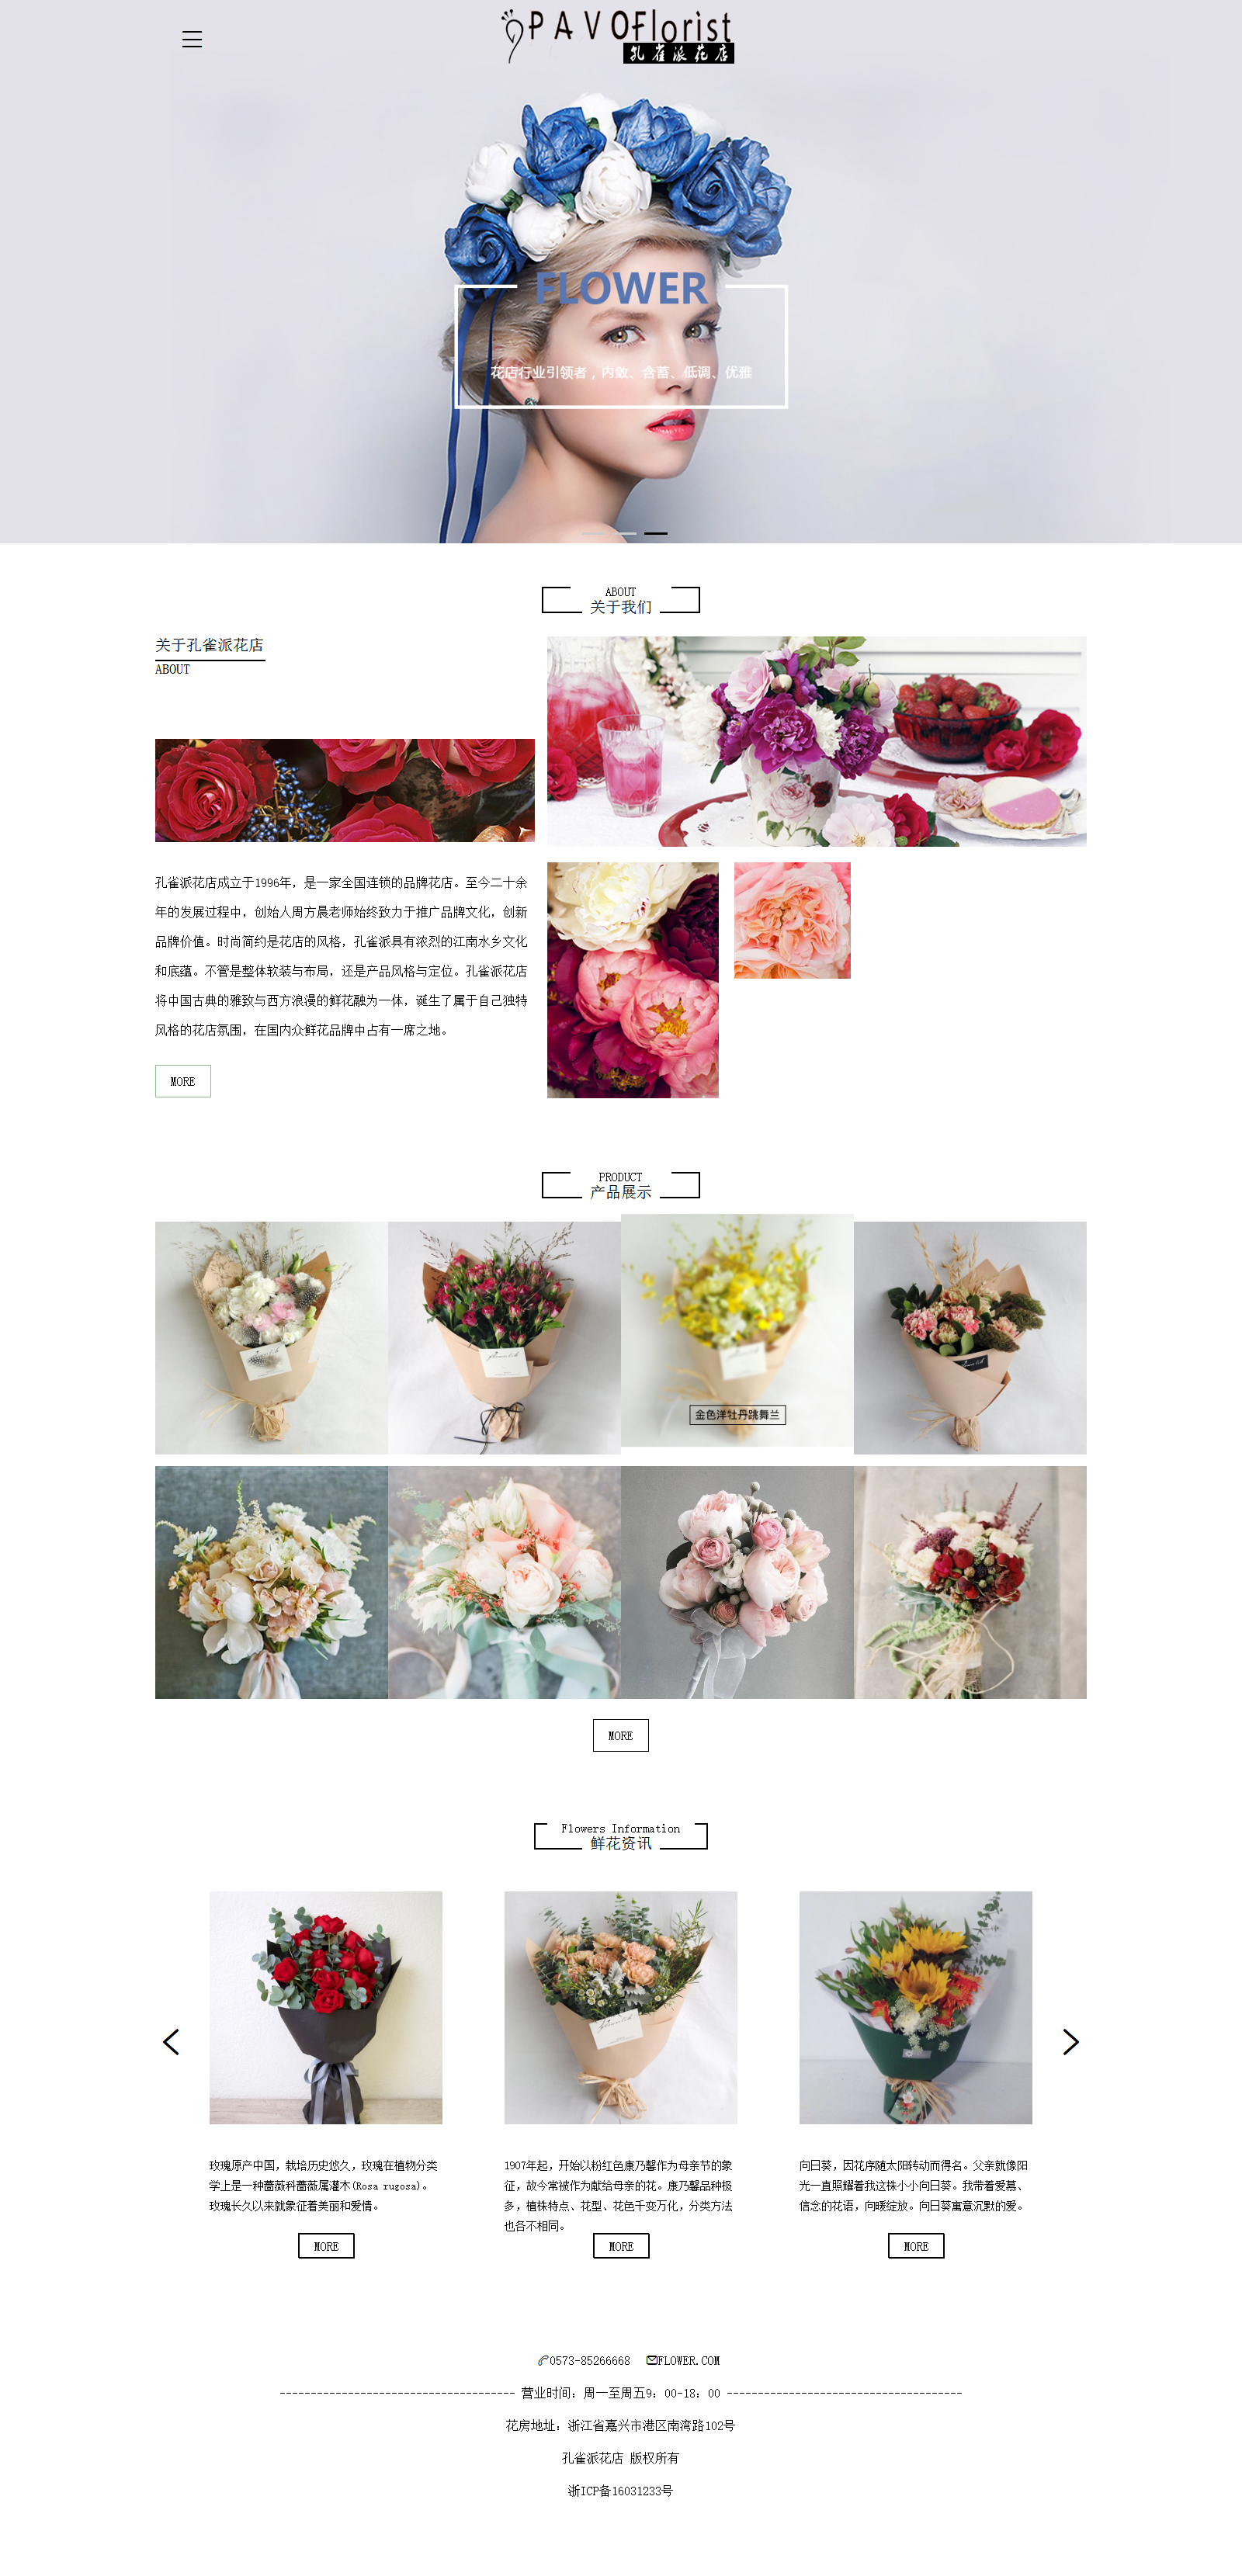 PAVOFlorist
孔雀派花店
FLOWER
花店行业引领者，内敛、含蓄、低调、优雅
ABOUT
关于我们
关于孔雀派花店
ABOUT
孔雀派花店成立于1996年，是一家全国连锁的品牌花店。至今二十余
年的发展过程中，创始人周方晨老师始终致力于推广品牌文化，创新
品牌价值。时尚简约是花店的风格，孔雀派具有浓烈的江南水乡文化
和底蕴。不管是整体软装与布局，还是产品风格与定位。孔雀派花店
将中国古典的雅致与西方浪漫的鲜花融为一体，诞生了属于自己独特
风格的花店氛围，在国内众鲜花品牌中占有一席之地。
MORE
PRODUCT
产品展示
金色洋牡丹跳舞兰
MORE
Flowers Information
鲜花资讯
玫瑰原产中国，栽培历史悠久，玫瑰在植物分类
学上是一种蔷薇科蔷薇属灌木(Rosa rugosa)。
玫瑰长久以来就象征着美丽和爱情。
MORE
1907年起，开始以粉红色康乃馨作为母亲节的象
征，故今常被作为献给母亲的花。康乃馨品种极
多，植株特点、花型、花色千变万化，分类方法
也各不相同。
MORE
向日葵，因花序随太阳转动而得名。父亲就像阳
光一直照耀着我这株小小向日葵。我带着爱慕、
信念的花语，向暖绽放。向日葵寓意沉默的爱。
MORE
0573-85266668 FLOWER.COM
-------------------------------------- 营业时间：周一至周五9：00-18：00 --------------------------------------
花房地址：浙江省嘉兴市港区南湾路102号
孔雀派花店 版权所有
浙ICP备16031233号